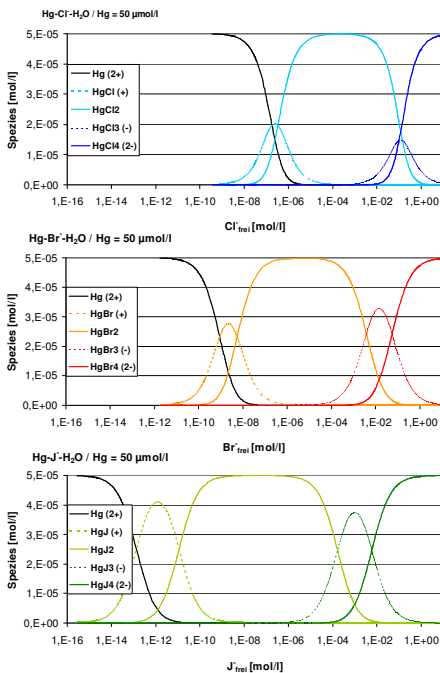 Hg-Cl⁻-H2O / Hg = 50 µmol/l
Spezies [mol/l]
5,E-05
4,E-05
3,E-05
2,E-05
1,E-05
0,E+00
Hg (2+)
HgCl (+)
HgCl2
HgCl3 (-)
HgCl4 (2-)
1,E-16 1,E-14 1,E-12 1,E-10 1,E-08 1,E-06 1,E-04 1,E-02 1,E+00
Cl⁻frei [mol/l]
Hg-Br⁻-H2O / Hg = 50 µmol/l
Spezies [mol/l]
5,E-05
4,E-05
3,E-05
2,E-05
1,E-05
0,E+00
Hg (2+)
HgBr (+)
HgBr2
HgBr3 (-)
HgBr4 (2-)
1,E-16 1,E-14 1,E-12 1,E-10 1,E-08 1,E-06 1,E-04 1,E-02 1,E+00
Br⁻frei [mol/l]
Hg-J⁻-H2O / Hg = 50 µmol/l
Spezies [mol/l]
5,E-05
4,E-05
3,E-05
2,E-05
1,E-05
0,E+00
Hg (2+)
HgJ (+)
HgJ2
HgJ3 (-)
HgJ4 (2-)
1,E-16 1,E-14 1,E-12 1,E-10 1,E-08 1,E-06 1,E-04 1,E-02 1,E+00
J⁻frei [mol/l]